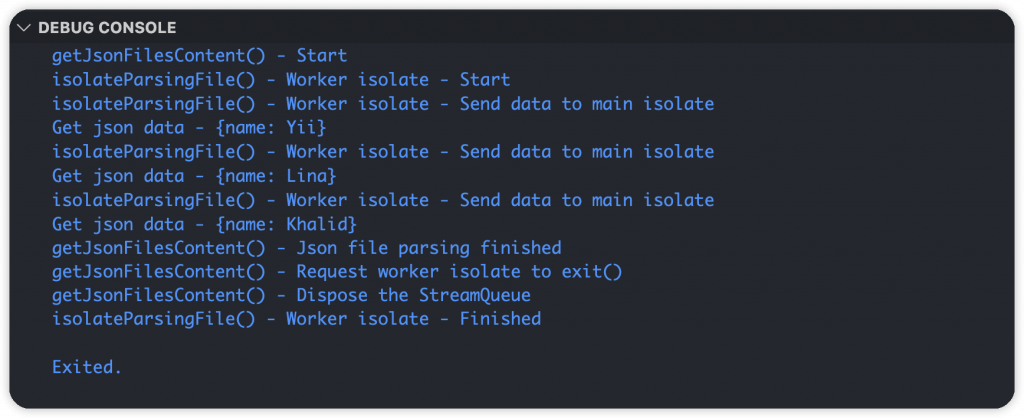 DEBUG CONSOLE
getJsonFilesContent() - Start
isolateParsingFile() - Worker isolate - Start
isolateParsingFile() - Worker isolate - Send data to main isolate
Get json data - {name: Yii}
isolateParsingFile() - Worker isolate - Send data to main isolate
Get json data - {name: Lina}
isolateParsingFile() - Worker isolate - Send data to main isolate
Get json data - {name: Khalid}
getJsonFilesContent() - Json file parsing finished
getJsonFilesContent() - Request worker isolate to exit()
getJsonFilesContent() - Dispose the StreamQueue
isolateParsingFile() - Worker isolate - Finished
Exited.